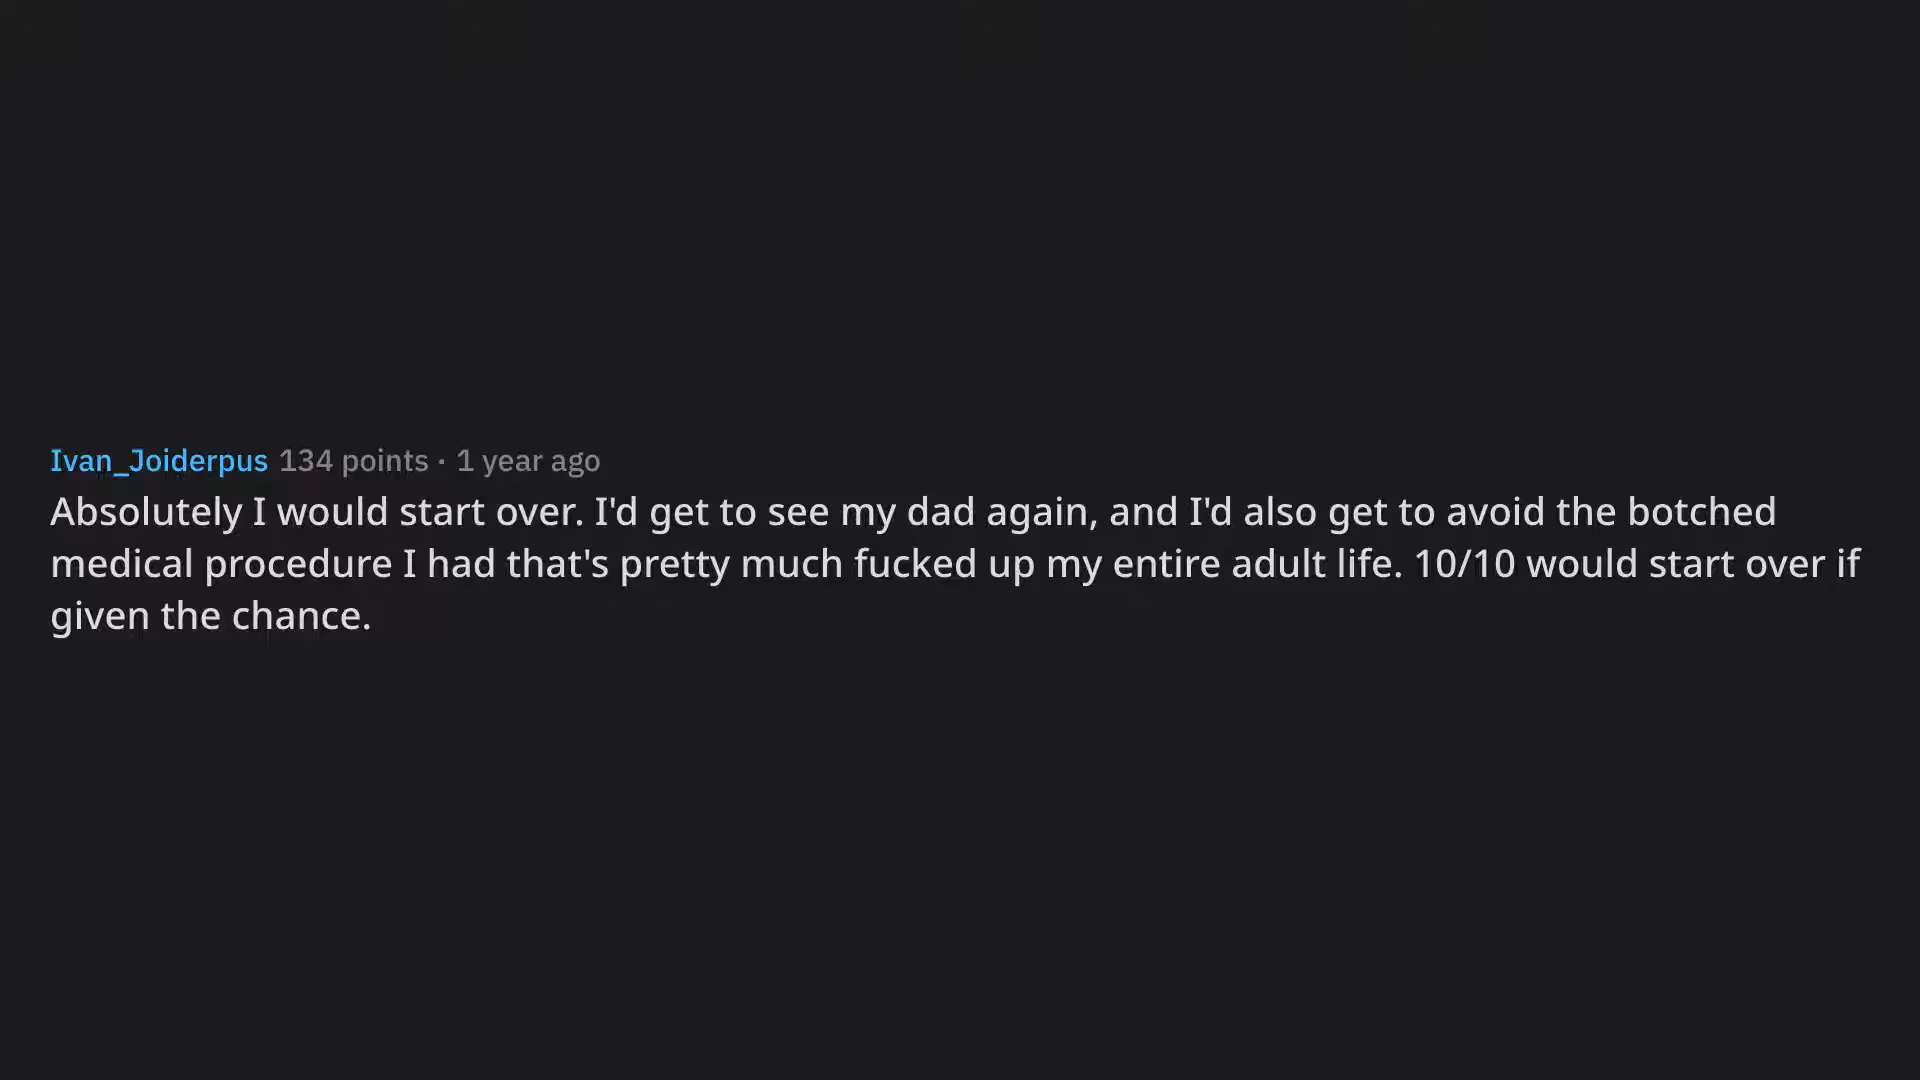 Ivan_Joiderpus 134 points · 1 year ago
Absolutely I would start over. I'd get to see my dad again, and I'd also get to avoid the botched
medical procedure I had that's pretty much fucked up my entire adult life. 10/10 would start over if
given the chance.